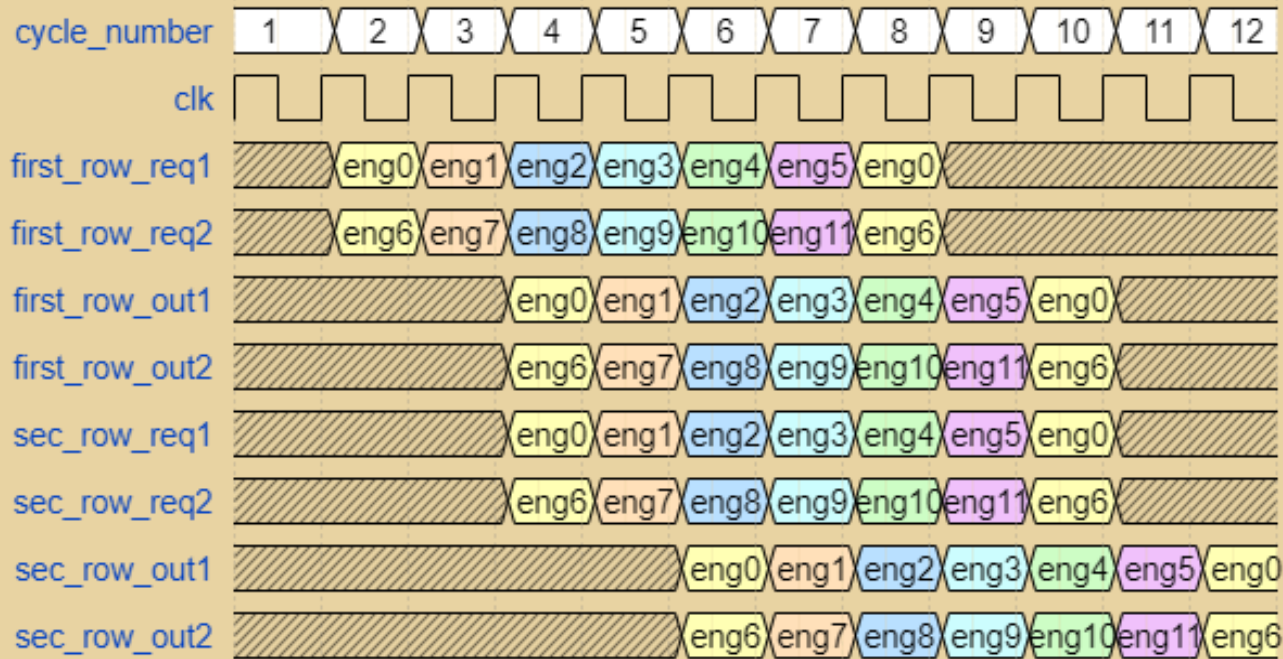 cycle_number 1 2 3 4 5 6 7 8 9 10 11 12
clk
first_row_req1 eng0 eng1 eng2 eng3 eng4 eng5 eng0
first_row_req2 eng6 eng7 eng8 eng9 eng10 eng11 eng6
first_row_out1 eng0 eng1 eng2 eng3 eng4 eng5 eng0
first_row_out2 eng6 eng7 eng8 eng9 eng10 eng11 eng6
sec_row_req1 eng0 eng1 eng2 eng3 eng4 eng5 eng0
sec_row_req2 eng6 eng7 eng8 eng9 eng10 eng11 eng6
sec_row_out1 eng0 eng1 eng2 eng3 eng4 eng5 eng0
sec_row_out2 eng6 eng7 eng8 eng9 eng10 eng11 eng6